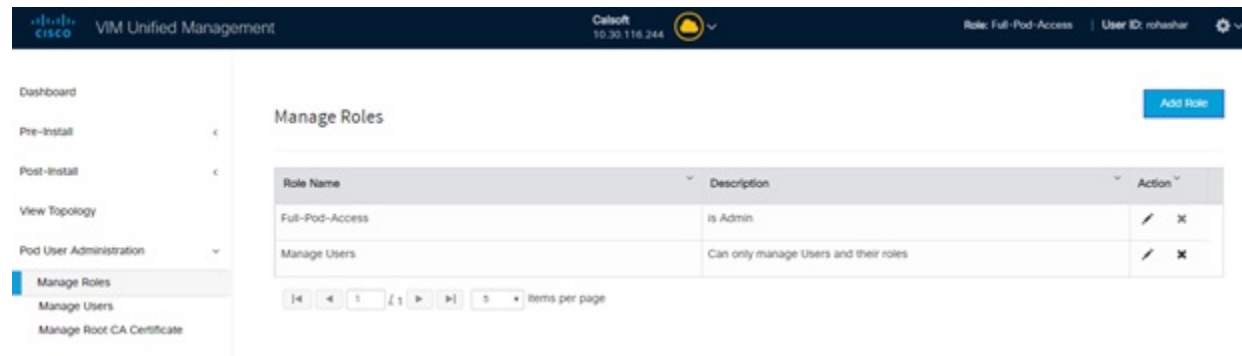 CISCO VIM Unified Management
Calsoft
10.30.116.244
Role: Full-Pod-Access | User ID: rohashar
Dashboard
Pre-Install
Post-Install
View Topology
Pod User Administration
Manage Roles
Manage Users
Manage Root CA Certificate
Manage Roles
Add Role
Role Name Description Action
Full-Pod-Access is Admin
Manage Users Can only manage Users and their roles
1 / 1 5 Items per page